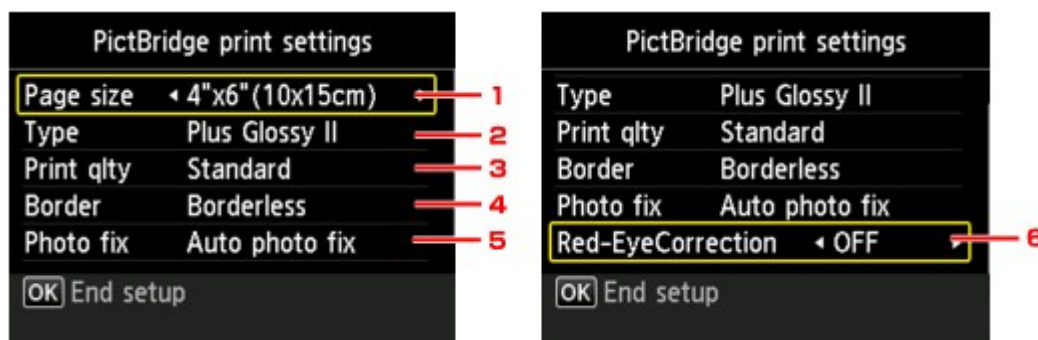 PictBridge print settings
Page size 4"x6"(10x15cm) 1
Type Plus Glossy II 2
Print qlty Standard 3
Border Borderless 4
Photo fix Auto photo fix 5
OK End setup
PictBridge print settings
Type Plus Glossy II
Print qlty Standard
Border Borderless
Photo fix Auto photo fix
Red-EyeCorrection OFF 6
OK End setup